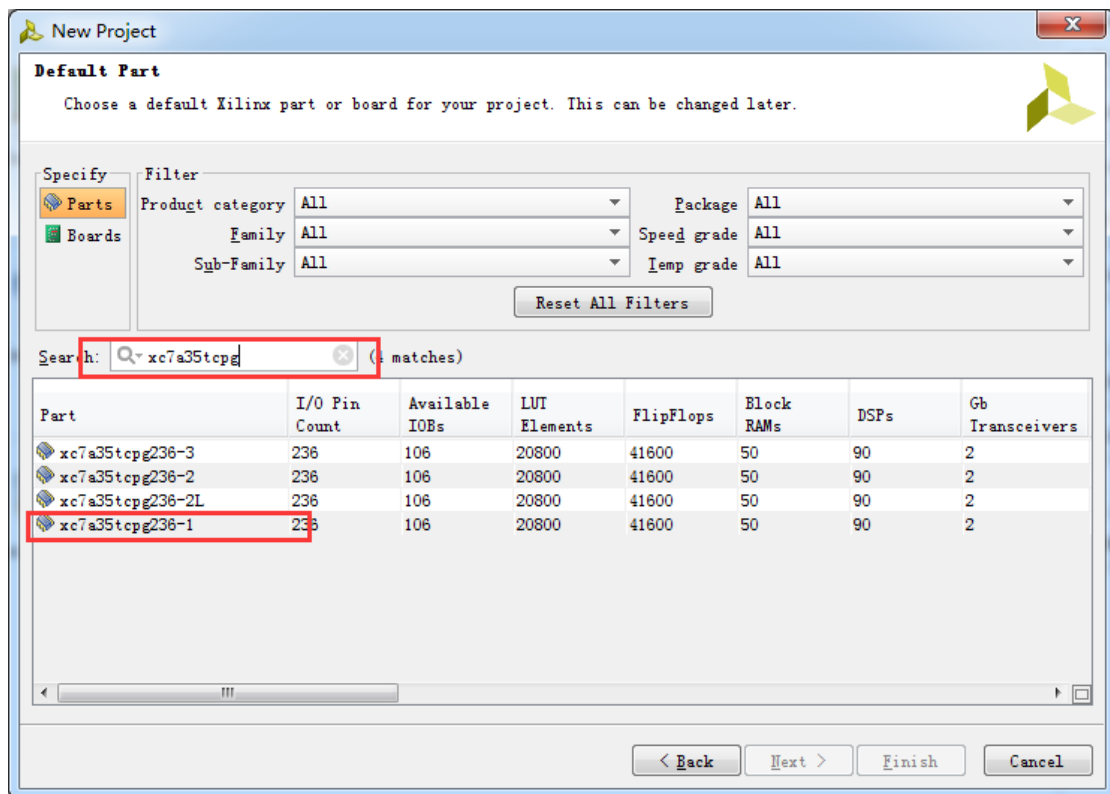 New Project
Default Part
Choose a default Xilinx part or board for your project. This can be changed later.
Specify Filter
Parts Product category All Package All
Boards Family All Speed grade All
Sub-Family All Temp grade All
Reset All Filters
Search: xc7a35tcpg (4 matches)
Part I/O Pin Count Available IOBs LUT Elements FlipFlops Block RAMs DSPs Gb Transceivers
xc7a35tcpg236-3 236 106 20800 41600 50 90 2
xc7a35tcpg236-2 236 106 20800 41600 50 90 2
xc7a35tcpg236-2L 236 106 20800 41600 50 90 2
xc7a35tcpg236-1 236 106 20800 41600 50 90 2
< Back Next > Finish Cancel